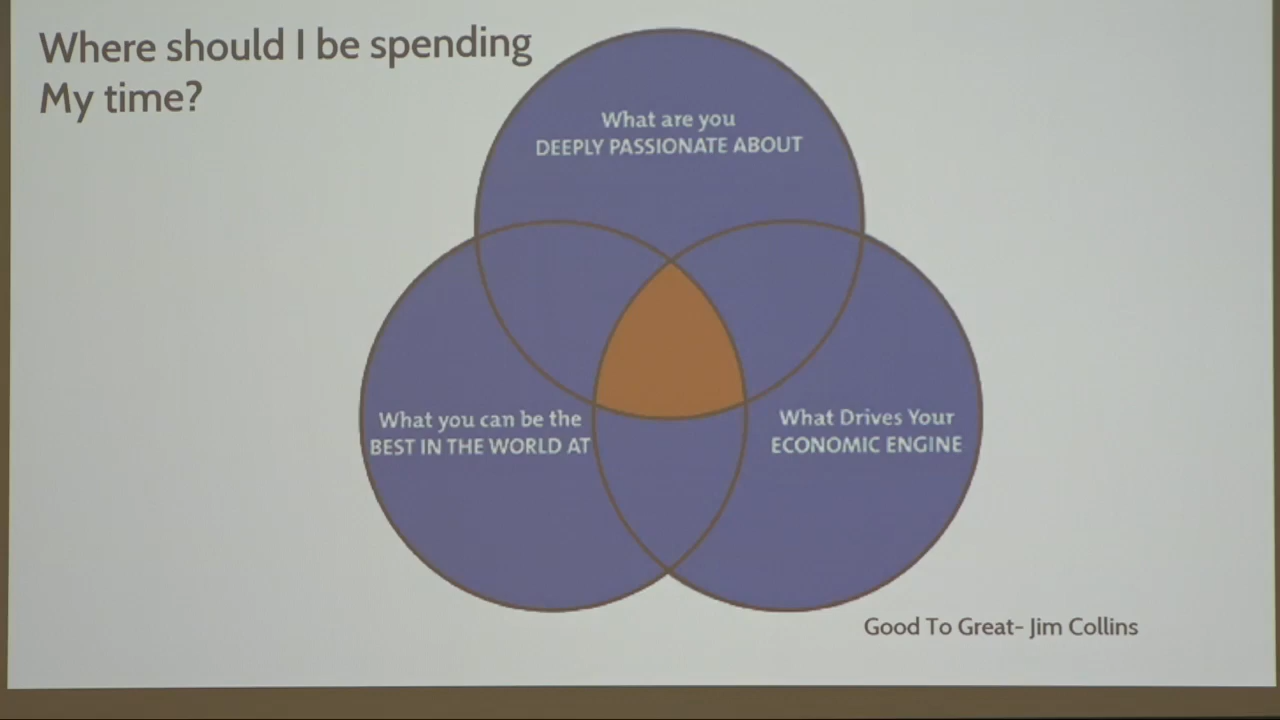 Where should I be spending
My time?
What are you
DEEPLY PASSIONATE ABOUT
What you can be the
BEST IN THE WORLD AT
What Drives Your
ECONOMIC ENGINE
Good To Great- Jim Collins